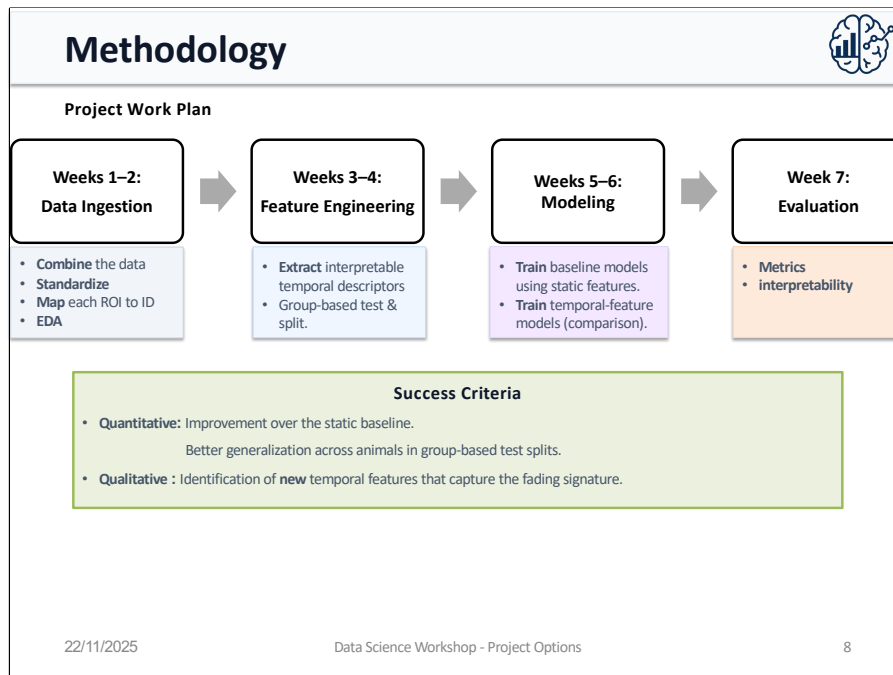 Methodology
Project Work Plan
Weeks 1–2:
Data Ingestion
• Combine the data
• Standardize
• Map each ROI to ID
• EDA
Weeks 3–4:
Feature Engineering
• Extract interpretable
temporal descriptors
• Group-based test &
split.
Weeks 5–6:
Modeling
• Train baseline models
using static features.
• Train temporal-feature
models (comparison).
Week 7:
Evaluation
• Metrics
• interpretability
Success Criteria
• Quantitative: Improvement over the static baseline.
Better generalization across animals in group-based test splits.
• Qualitative : Identification of new temporal features that capture the fading signature.
22/11/2025
Data Science Workshop - Project Options
8